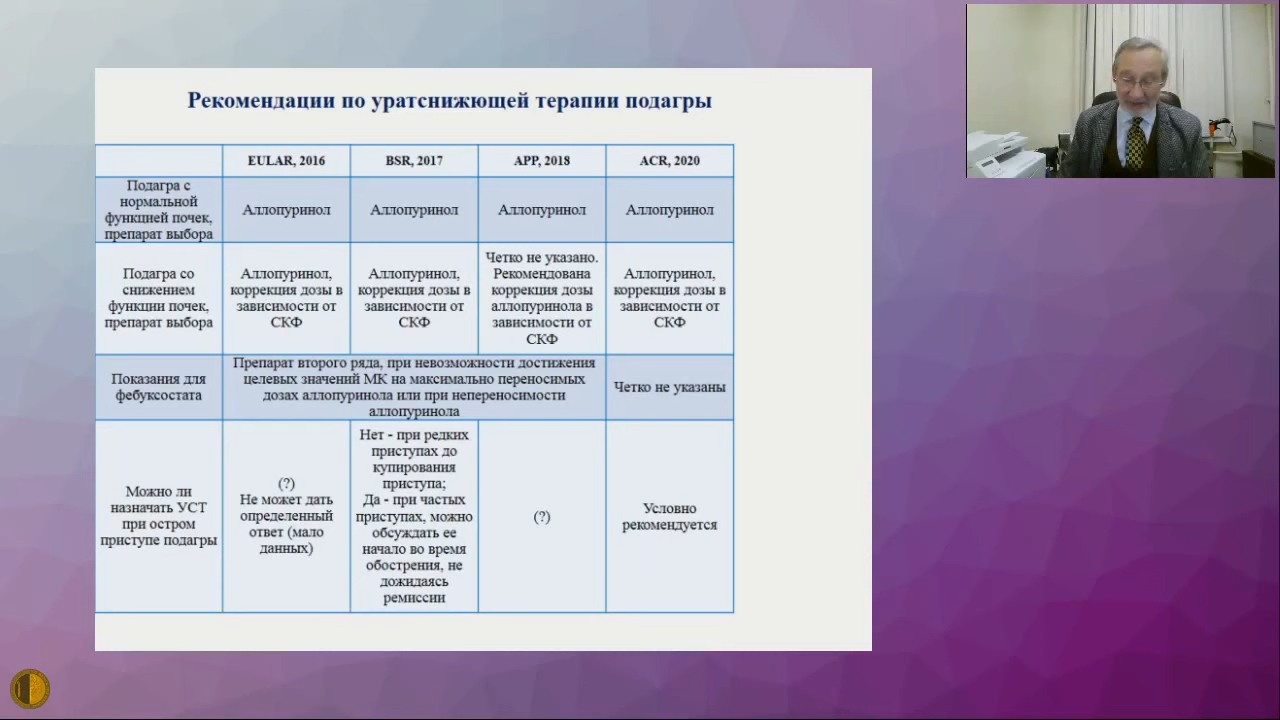 Рекомендации по уратснижющей терапии подагры
EULAR, 2016
BSR, 2017
АРР, 2018
ACR, 2020
Подагра с
нормальной
функцией почек,
препарат выбора
Аллопуринол
Аллопуринол
Аллопуринол
Аллопуринол
Подагра со
снижением
функции почек,
препарат выбора
Аллопуринол,
коррекция дозы в
зависимости от
СКФ
Аллопуринол,
коррекция дозы в
зависимости от
СКФ
Четко не указано.
Рекомендована
коррекция дозы
аллопуринола в
зависимости от
СКФ
Аллопуринол,
коррекция дозы в
зависимости от
СКФ
Показания для
фебуксостата
Препарат второго ряда, при невозможности достижения
целевых значений МК на максимально переносимых
дозах аллопуринола или при непереносимости
аллопуринола
Четко не указаны
Можно ли
назначать УСТ
при остром
приступе подагры
(?)
Не может дать
определенный
ответ (мало
данных)
Нет - при редких
приступах до
купирования
приступа;
Да - при частых
приступах, можно
обсуждать ее
начало во время
обострения, не
дожидаясь
ремиссии
(?)
Условно
рекомендуется